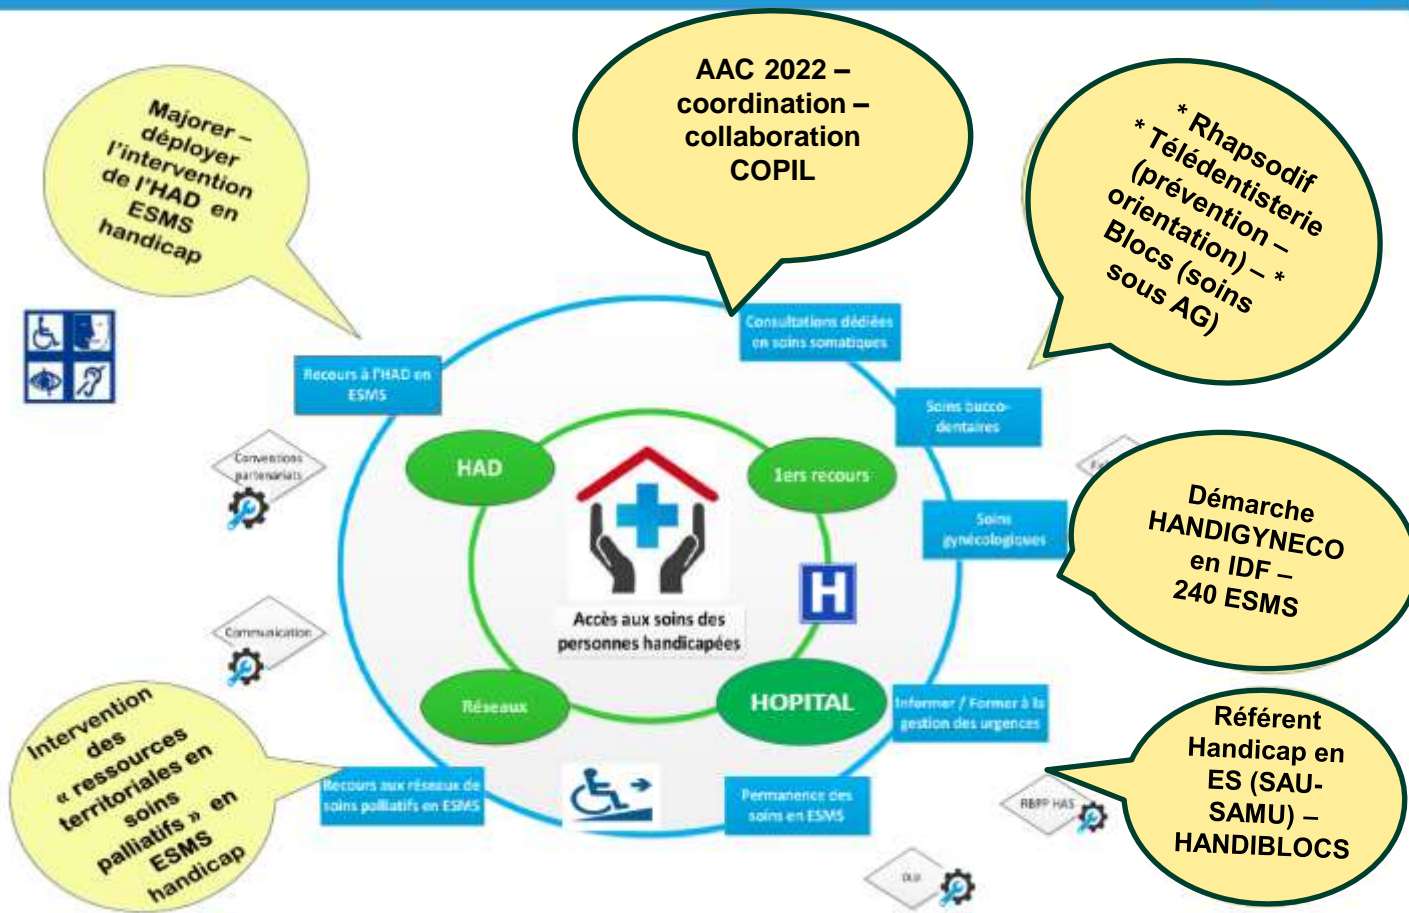 AAC 2022 –
coordination –
collaboration
COPIL
Majorer –
déployer
l'intervention
de l'HAD en
ESMS
handicap
* Rhapsodif
* Télédentisterie
(prévention –
orientation) – *
Blocs (soins
sous AG)
Consultations dédiées
en soins somatiques
Recours à l'HAD en
ESMS
Soins bucco-
dentaires
Conventions
partenariats
HAD
1ers recours
Soins
gynécologiques
Démarche
HANDIGYNECO
en IDF –
240 ESMS
H
Accès aux soins des
personnes handicapées
Communication
Réseaux
HOPITAL
Informer / Former à la
gestion des urgences
Référent
Handicap en
ES (SAU-
SAMU) –
HANDIBLOCS
Intervention
des
« ressources
territoriales en
soins
palliatifs » en
ESMS
handicap
Recours aux réseaux de
soins palliatifs en ESMS
Permanence des
soins en ESMS
RBPP HAS
DLU